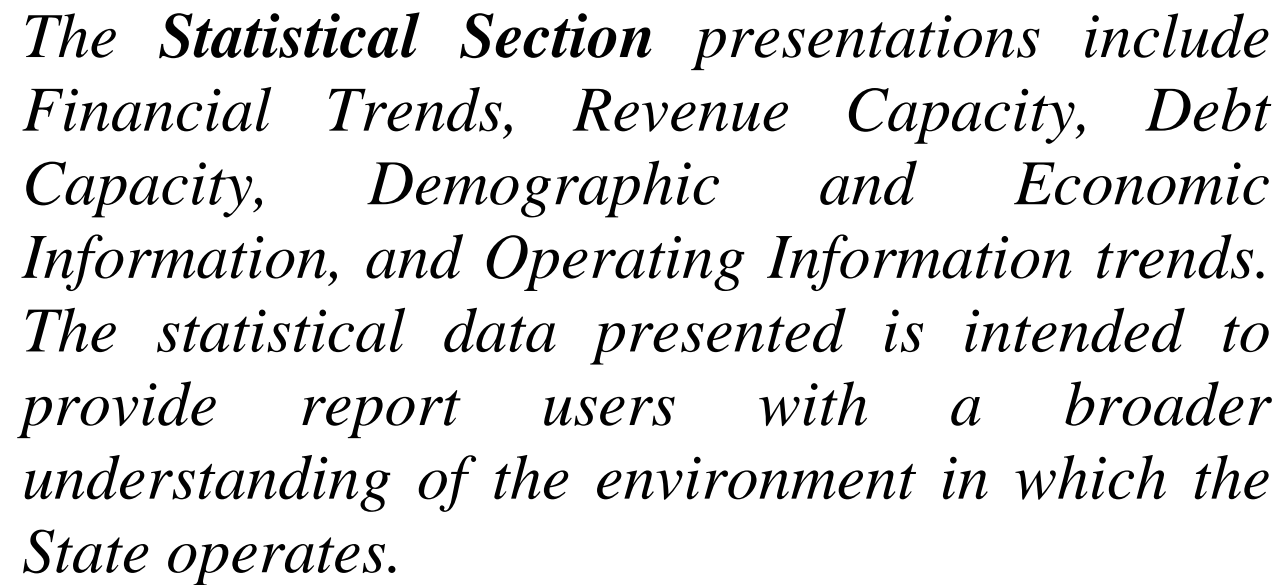 The Statistical Section presentations include
Financial Trends, Revenue Capacity, Debt
Capacity, Demographic and Economic
Information, and Operating Information trends.
The statistical data presented is intended to
provide report users with a broader
understanding of the environment in which the
State operates.